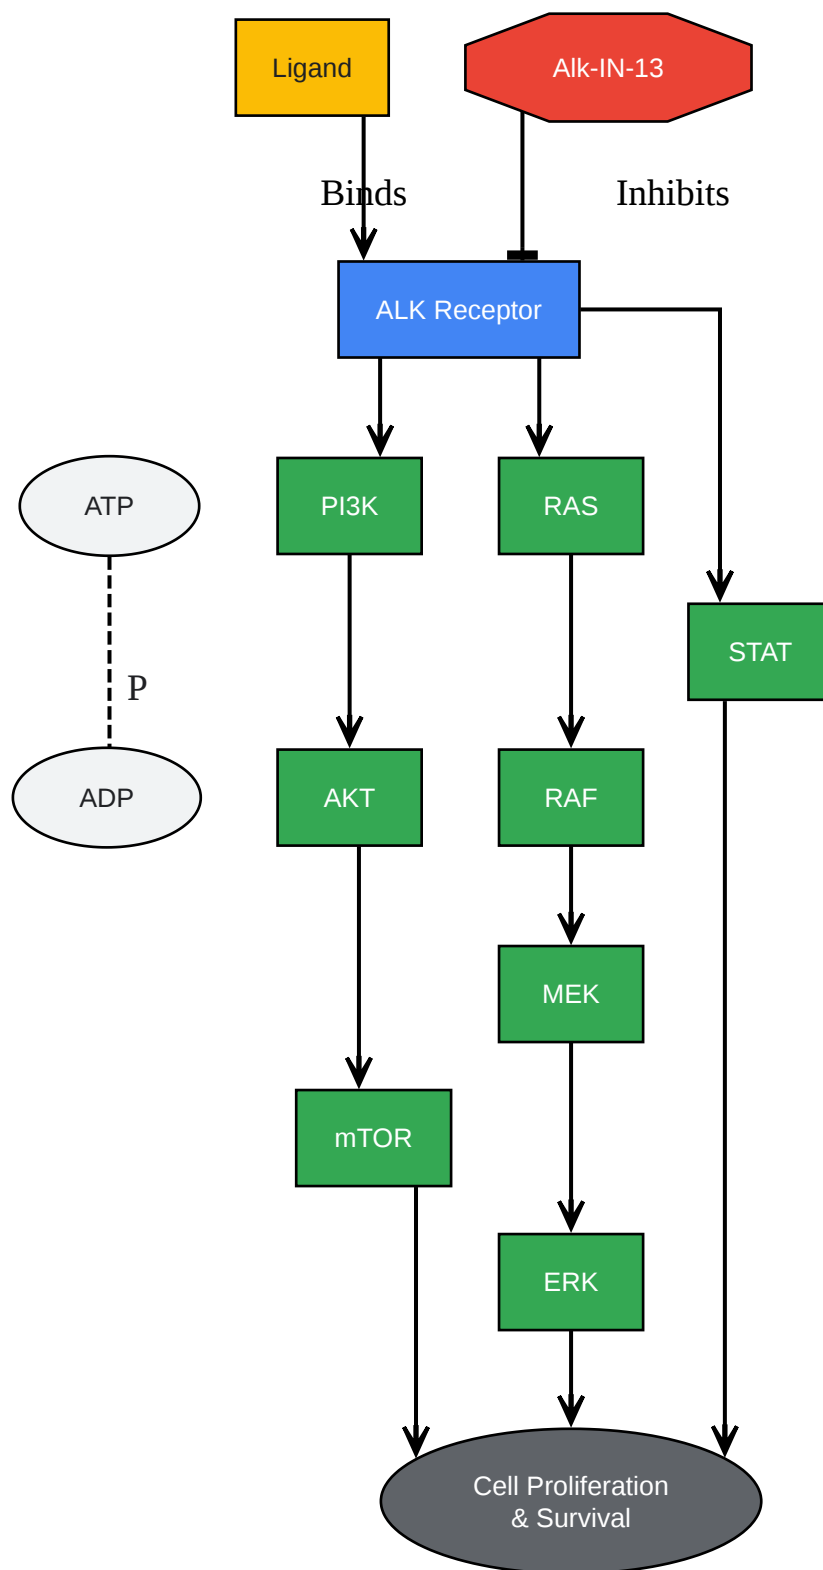 Ligand
Alk-IN-13
Binds
Inhibits
ALK Receptor
ATP
PI3K
RAS
STAT
P
ADP
AKT
RAF
MEK
mTOR
ERK
Cell Proliferation
& Survival